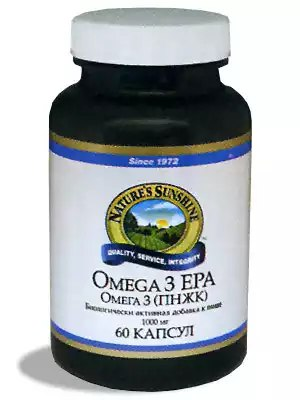 Since 1972
NATURE'S SUNSHINE
QUALITY, SERVICE, INTEGRITY
OMEGA 3 EPA
ОМЕГА 3 (ПНЖК)
Биологически активная добавка к пище
1000 мг
60 КАПСУЛ